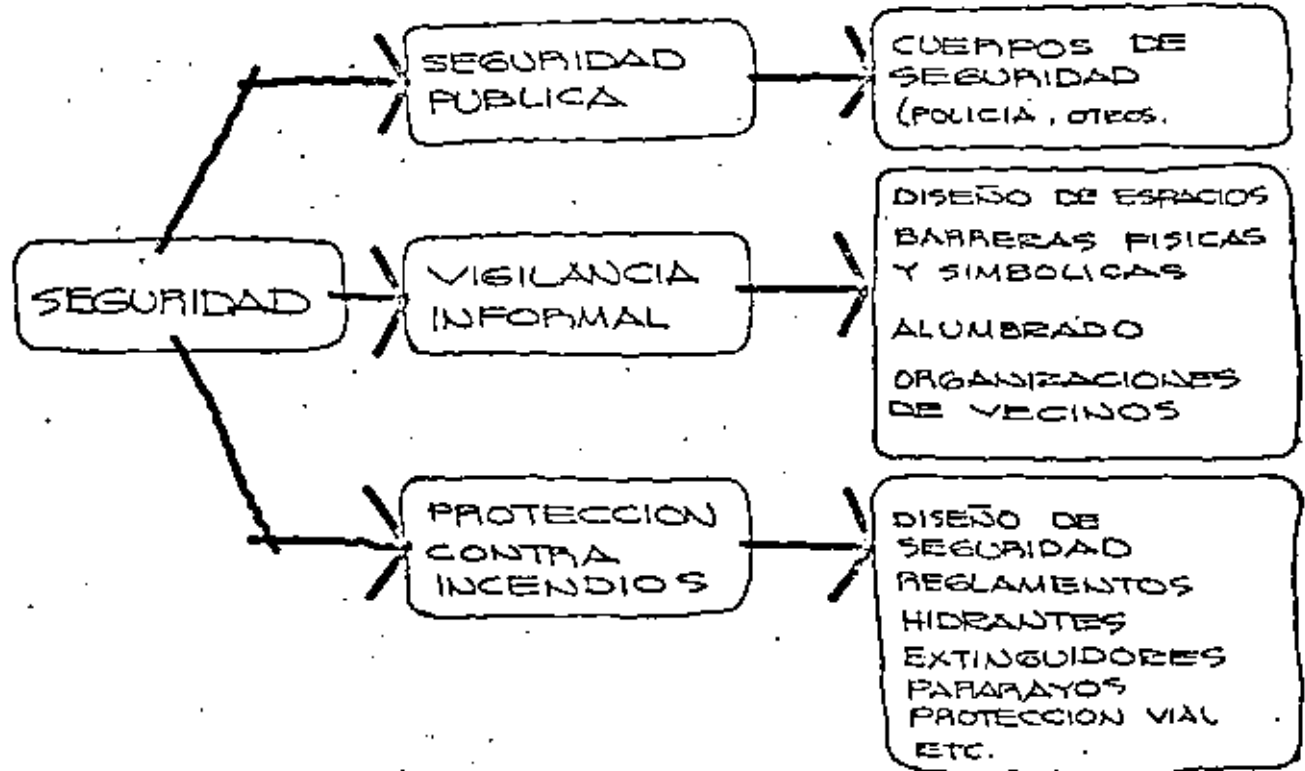 SEGURIDAD
SEGURIDAD
PUBLICA
CUERPOS DE
SEGURIDAD
(POLICIA, OTROS.
VIGILANCIA
INFORMAL
DISEÑO DE ESPACIOS
BARRERAS FISICAS
Y SIMBOLICAS
ALUMBRADO
ORGANIZACIONES
DE VECINOS
PROTECCION
CONTRA
INCENDIOS
DISEÑO DE
SEGURIDAD
REGLAMENTOS
HIDRANTES
EXTINGUIDORES
PARARAYOS
PROTECCION VIAL
ETC.